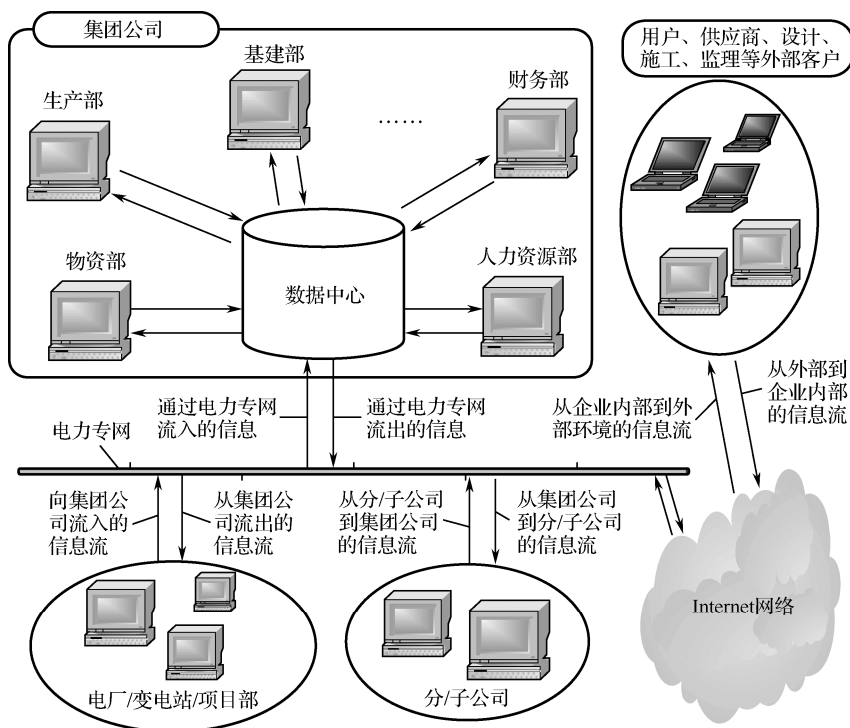 集团公司
用户、供应商、设计、
施工、监理等外部客户
基建部
生产部
……
财务部
物资部
数据中心
人力资源部
通过电力专网
流入的信息
通过电力专网
流出的信息
从企业内部到外
部环境的信息流
从外部到
企业内部
的信息流
电力专网
向集团公
司流入的
信息流
从集团公
司流出的
信息流
从分/子公司
到集团公司
的信息流
从集团公司
到分/子公司
的信息流
Internet网络
电厂/变电站/项目部
分/子公司